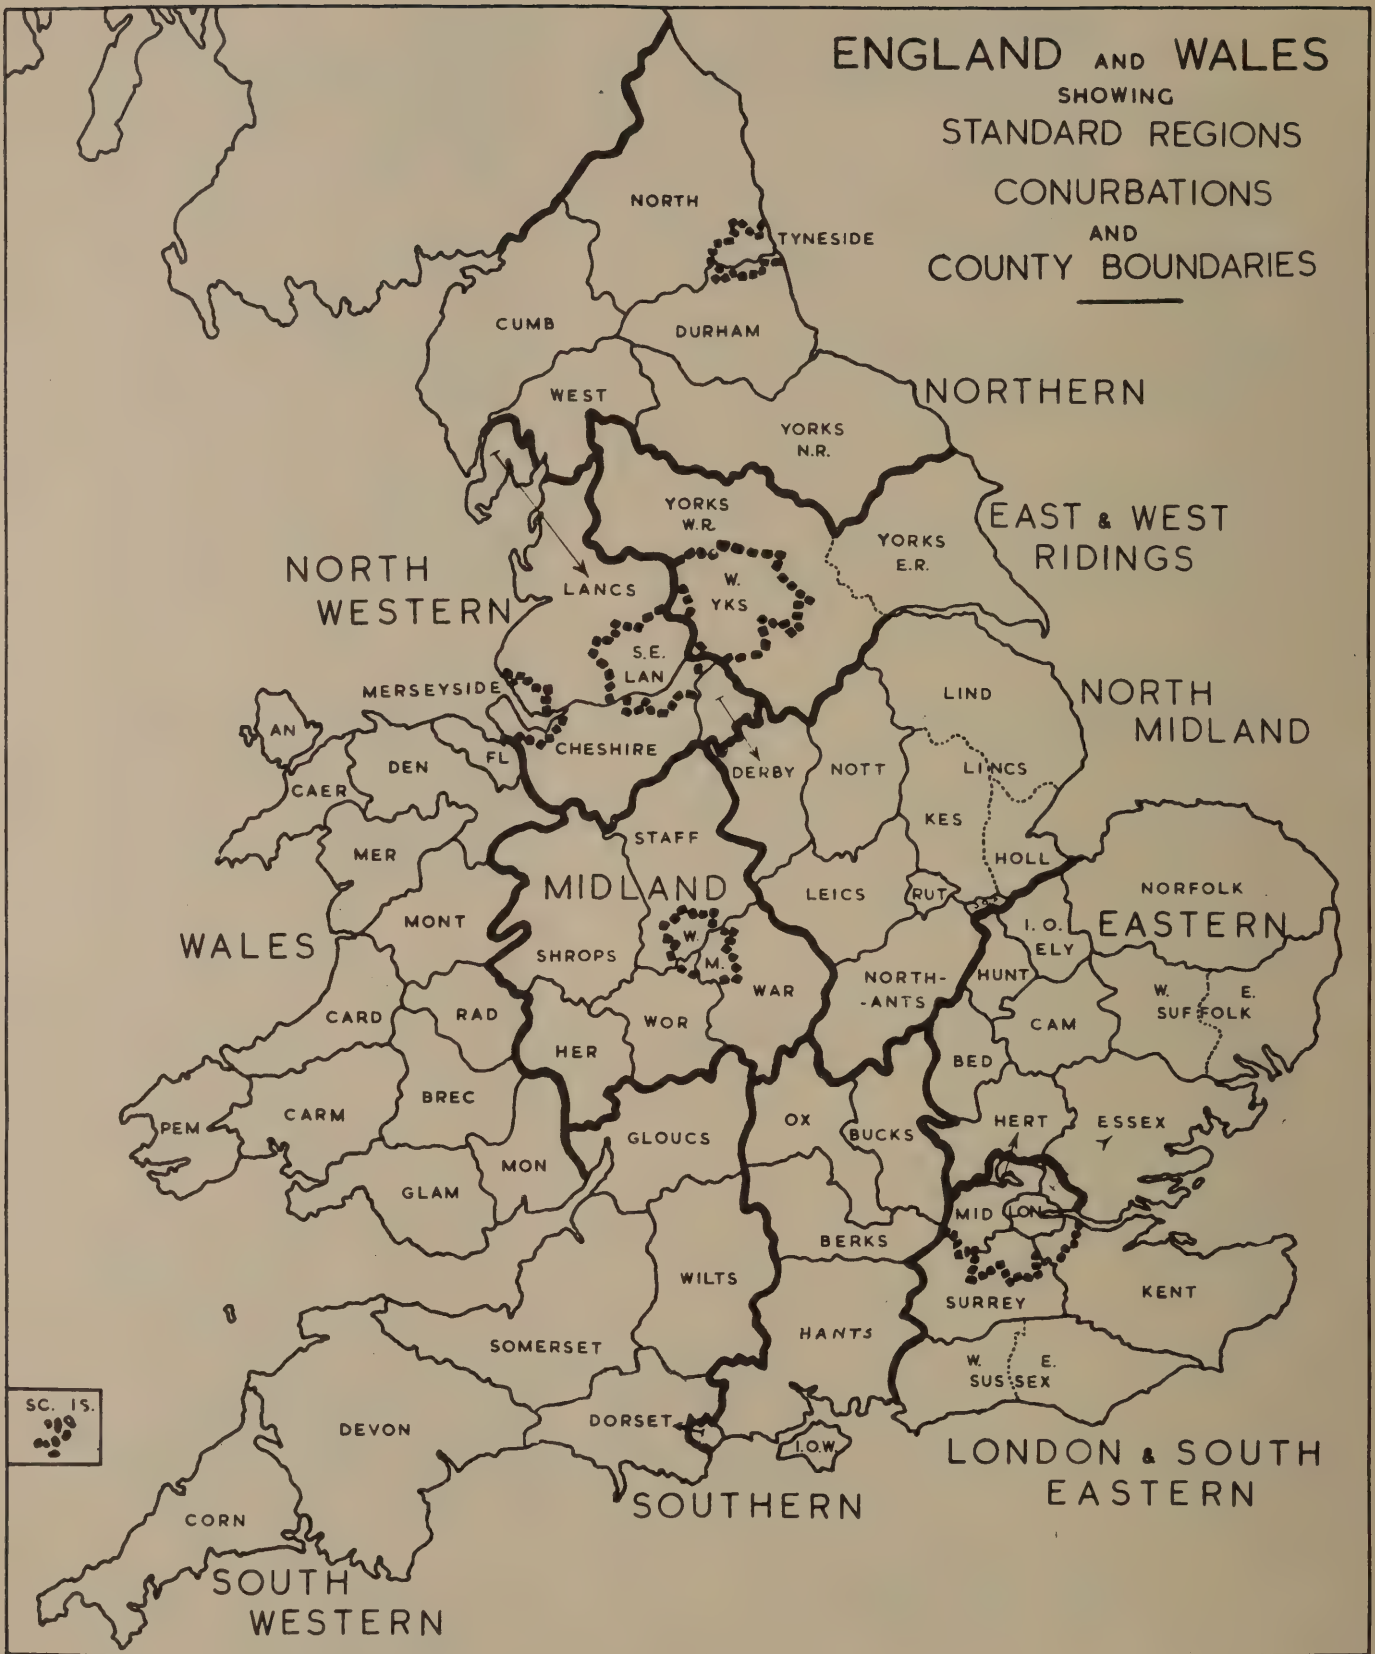 ENGLAND AND WALES
SHOWING
STANDARD REGIONS
CONURBATIONS
AND
COUNTY BOUNDARIES
NORTH
TYNESIDE
CUMB
DURHAM
WEST
NORTHERN
YORKS
N.R.
YORKS
W.R.
EAST & WEST
RIDINGS
YORKS
E.R.
NORTH
WESTERN
LANCS
W.
YKS
S.E.
LAN
MERSEYSIDE
LIND
NORTH
MIDLAND
AN
FL
CHESHIRE
DEN
DERBY
NOTT
LINCS
CAER
KES
STAFF
MER
HOLL
MIDLAND
LEICS
RUT
NORFOLK
EASTERN
MONT
WALES
W.
M.
I. O.
ELY
SHROPS
NORTH-
-ANTS
HUNT
WAR
W. E.
SUFFOLK
CARD
RAD
WOR
CAM
HER
BED
BREC
CARM
PEM
OX
BUCKS
HERT
ESSEX
GLOUCS
MON
GLAM
MID
LON
BERKS
WILTS
KENT
SURREY
HANTS
SOMERSET
W. E.
SUSSEX
SC. IS.
DEVON
DORSET
I.O.W.
LONDON & SOUTH
EASTERN
SOUTHERN
CORN
SOUTH
WESTERN